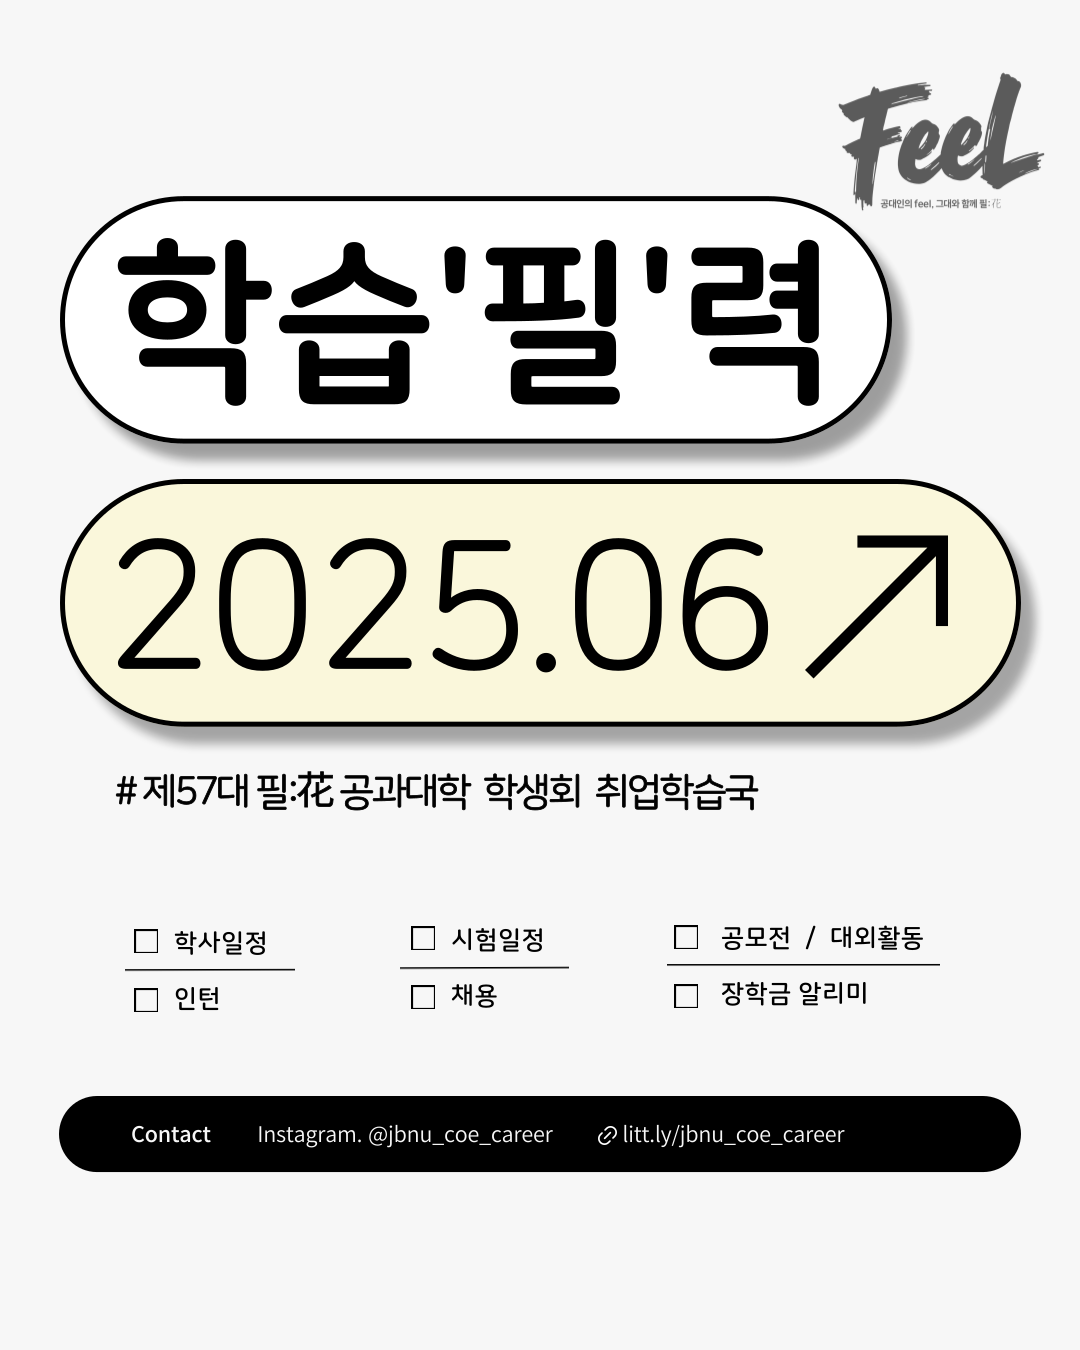 Feel
공대인의 feel, 그대와 함께 필:花
학습'필'력
2025.06
# 제57대 필:花 공과대학 학생회 취업학습국
학사일정
시험일정
공모전 / 대외활동
인턴
채용
장학금 알리미
Contact Instagram. @jbnu_coe_career litt.ly/jbnu_coe_career